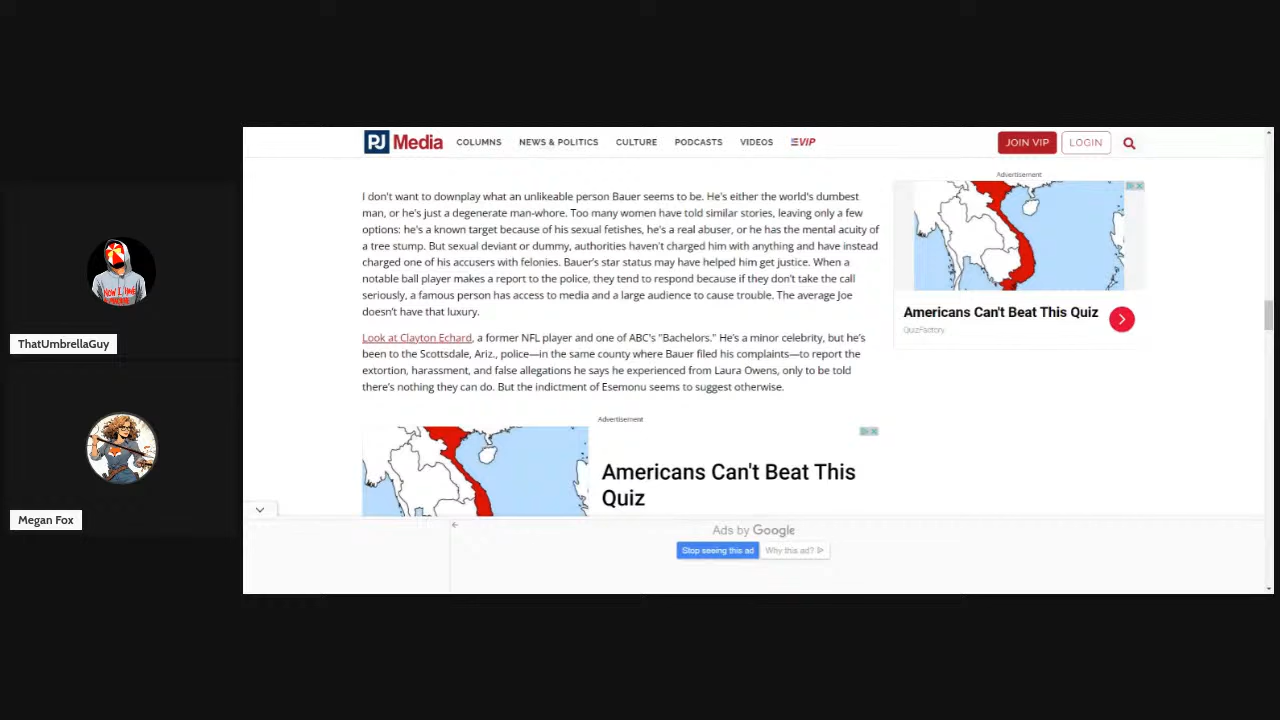 PJ Media
COLUMNS
NEWS & POLITICS
CULTURE
PODCASTS
VIDEOS
VIP
JOIN VIP
LOGIN
I don't want to downplay what an unlikeable person Bauer seems to be. He's either the world's dumbest
man, or he's just a degenerate man-whore. Too many women have told similar stories, leaving only a few
options: he's a known target because of his sexual fetishes, he's a real abuser, or he has the mental acuity of
a tree stump. But sexual deviant or dummy, authorities haven't charged him with anything and have instead
charged one of his accusers with felonies. Bauer's star status may have helped him get justice. When a
notable ball player makes a report to the police, they tend to respond because if they don't take the call
seriously, a famous person has access to media and a large audience to cause trouble. The average Joe
doesn't have that luxury.
Look at Clayton Echard, a former NFL player and one of ABC's "Bachelors." He's a minor celebrity, but he's
been to the Scottsdale, Ariz., police—in the same county where Bauer filed his complaints—to report the
extortion, harassment, and false allegations he says he experienced from Laura Owens, only to be told
there's nothing they can do. But the indictment of Esemonu seems to suggest otherwise.
Advertisement
Americans Can't Beat This
Quiz
Advertisement
Americans Can't Beat This Quiz
QuizFactory
Ads by Google
Stop seeing this ad
Why this ad?
ThatUmbrellaGuy
Megan Fox